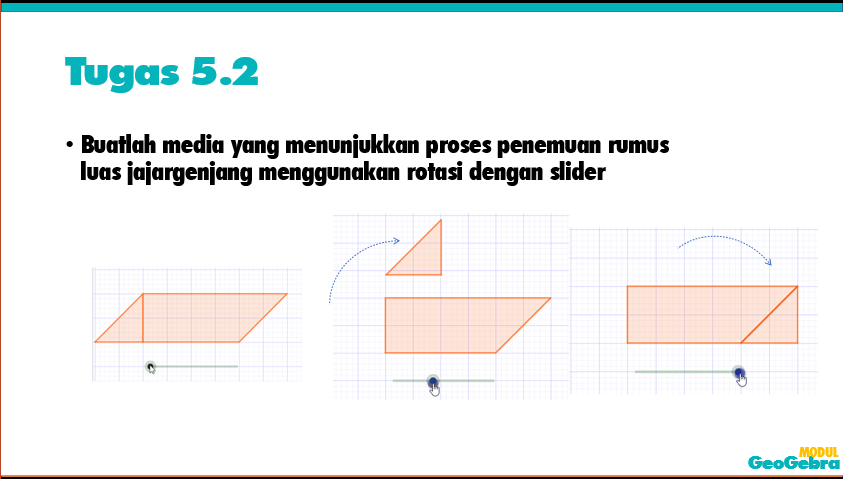 Tugas 5.2
• Buatlah media yang menunjukkan proses penemuan rumus
luas jajargenjang menggunakan rotasi dengan slider
MODUL
GeoGebra